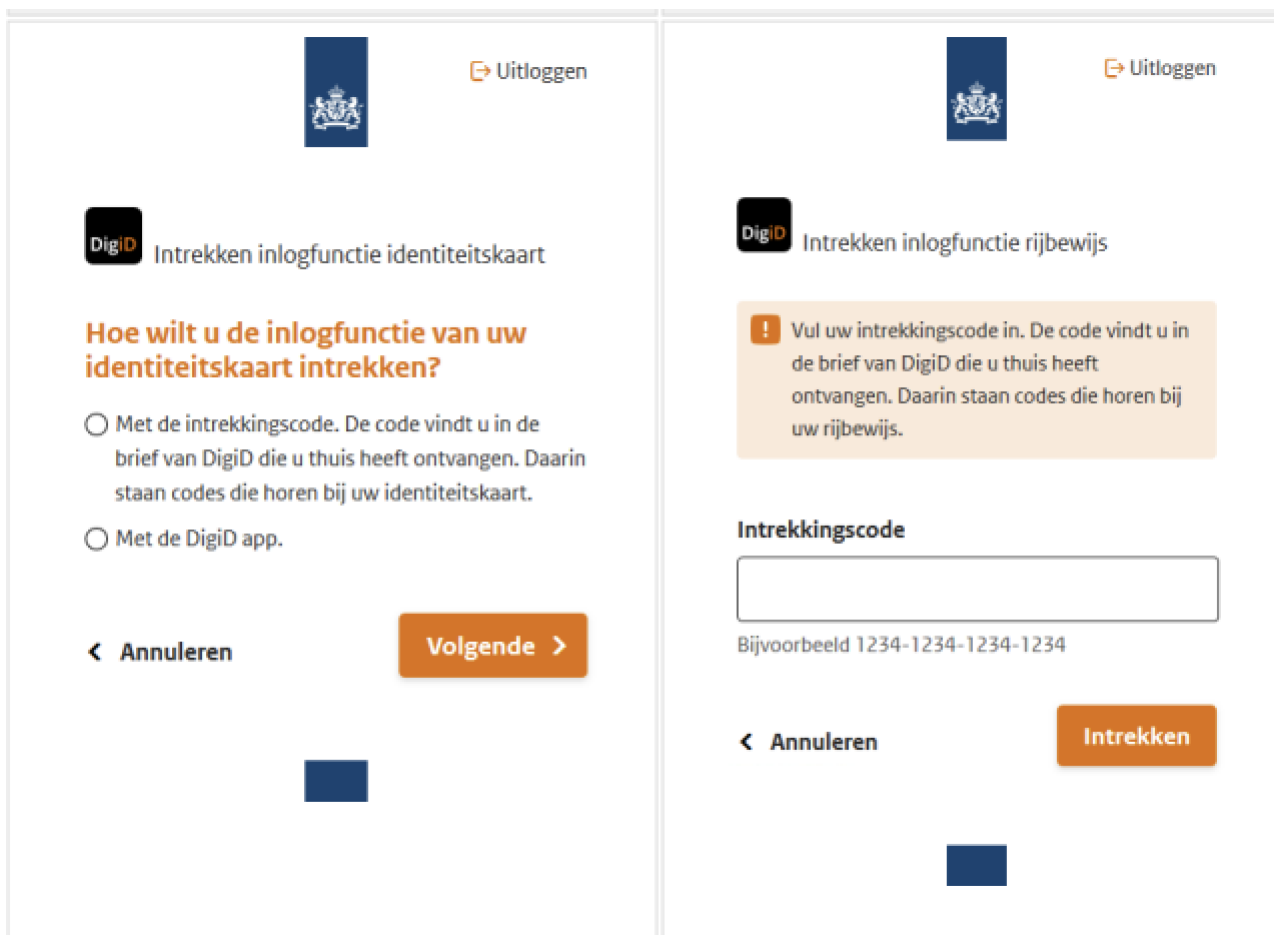 Uitloggen
DigiD Intrekken inlogfunctie identiteitskaart
Hoe wilt u de inlogfunctie van uw
identiteitskaart intrekken?
Met de intrekkingscode. De code vindt u in de
brief van DigiD die u thuis heeft ontvangen. Daarin
staan codes die horen bij uw identiteitskaart.
Met de DigiD app.
Annuleren
Volgende
Uitloggen
DigiD Intrekken inlogfunctie rijbewijs
! Vul uw intrekkingscode in. De code vindt u in
de brief van DigiD die u thuis heeft
ontvangen. Daarin staan codes die horen bij
uw rijbewijs.
Intrekkingscode
Bijvoorbeeld 1234-1234-1234-1234
Annuleren
Intrekken